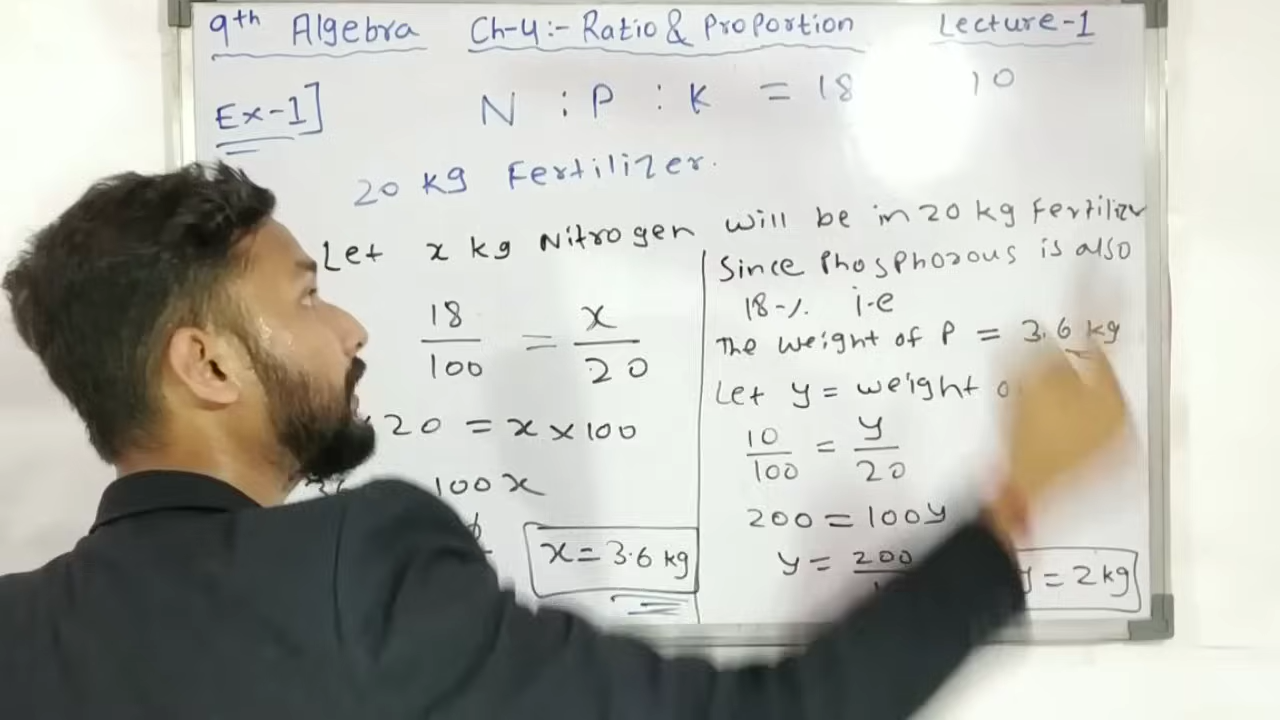 9th Algebra Ch-4:- Ratio & Proportion Lecture-1
Ex-1] N : P : K = 18 10
20 kg Fertilizer.
Let x kg Nitrogen will be in 20 kg Fertilizer
18/100 = x/20
20 = x × 100
100x
x = 3.6 kg
Since Phosphorous is also
18-/. i.e
The weight of P = 3.6 kg
Let y = weight
10/100 = y/20
200 = 100y
y = 200
y = 2 kg